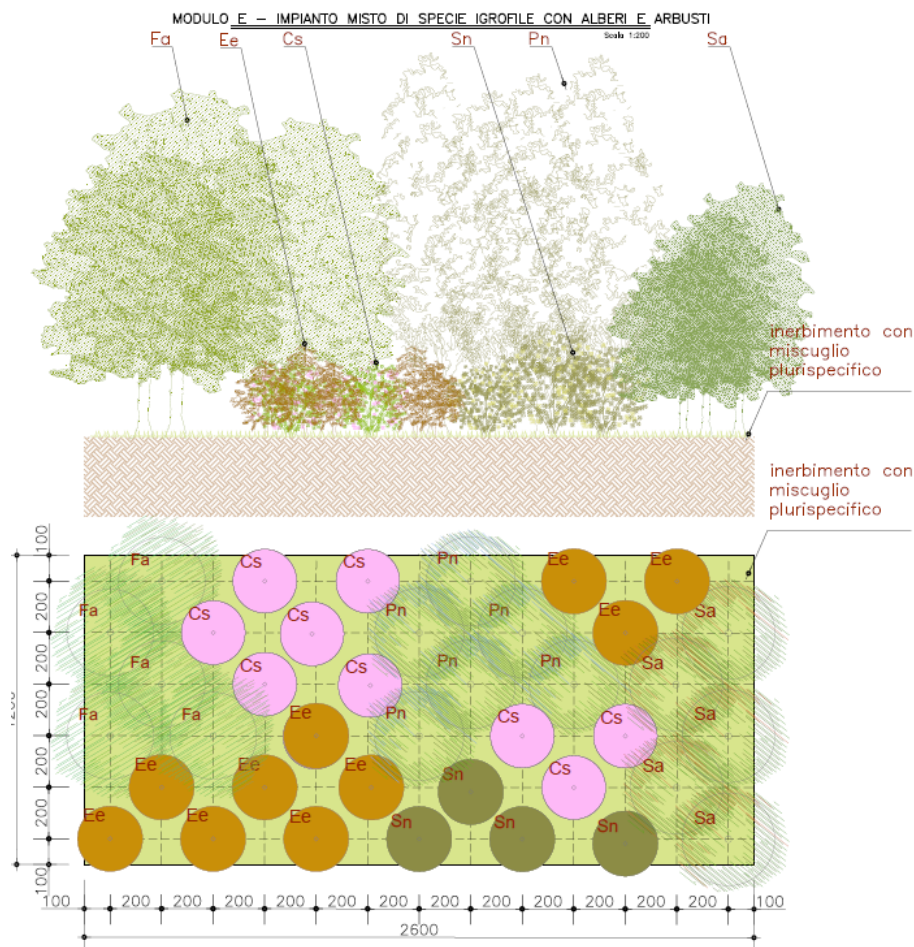 MODULO E – IMPIANTO MISTO DI SPECIE IGROFILE CON ALBERI E ARBUSTI
Scala 1:200
Fa Ee Cs Sn Pn Sa
inerbimento con
miscuglio
plurispecifico
inerbimento con
miscuglio
plurispecifico
100
200
200
200
200
200
100
Fa Cs Cs Pn Ee Ee
Fa Cs Cs Pn Pn Ee Sa
Fa Cs Cs Pn Pn Sa
Fa Fa Ee Pn Cs Cs Sa
Ee Ee Ee Sn Cs Sa
Ee Ee Ee Sn Sn Sn Sa
100 200 200 200 200 200 200 200 200 200 200 200 200 100
2600